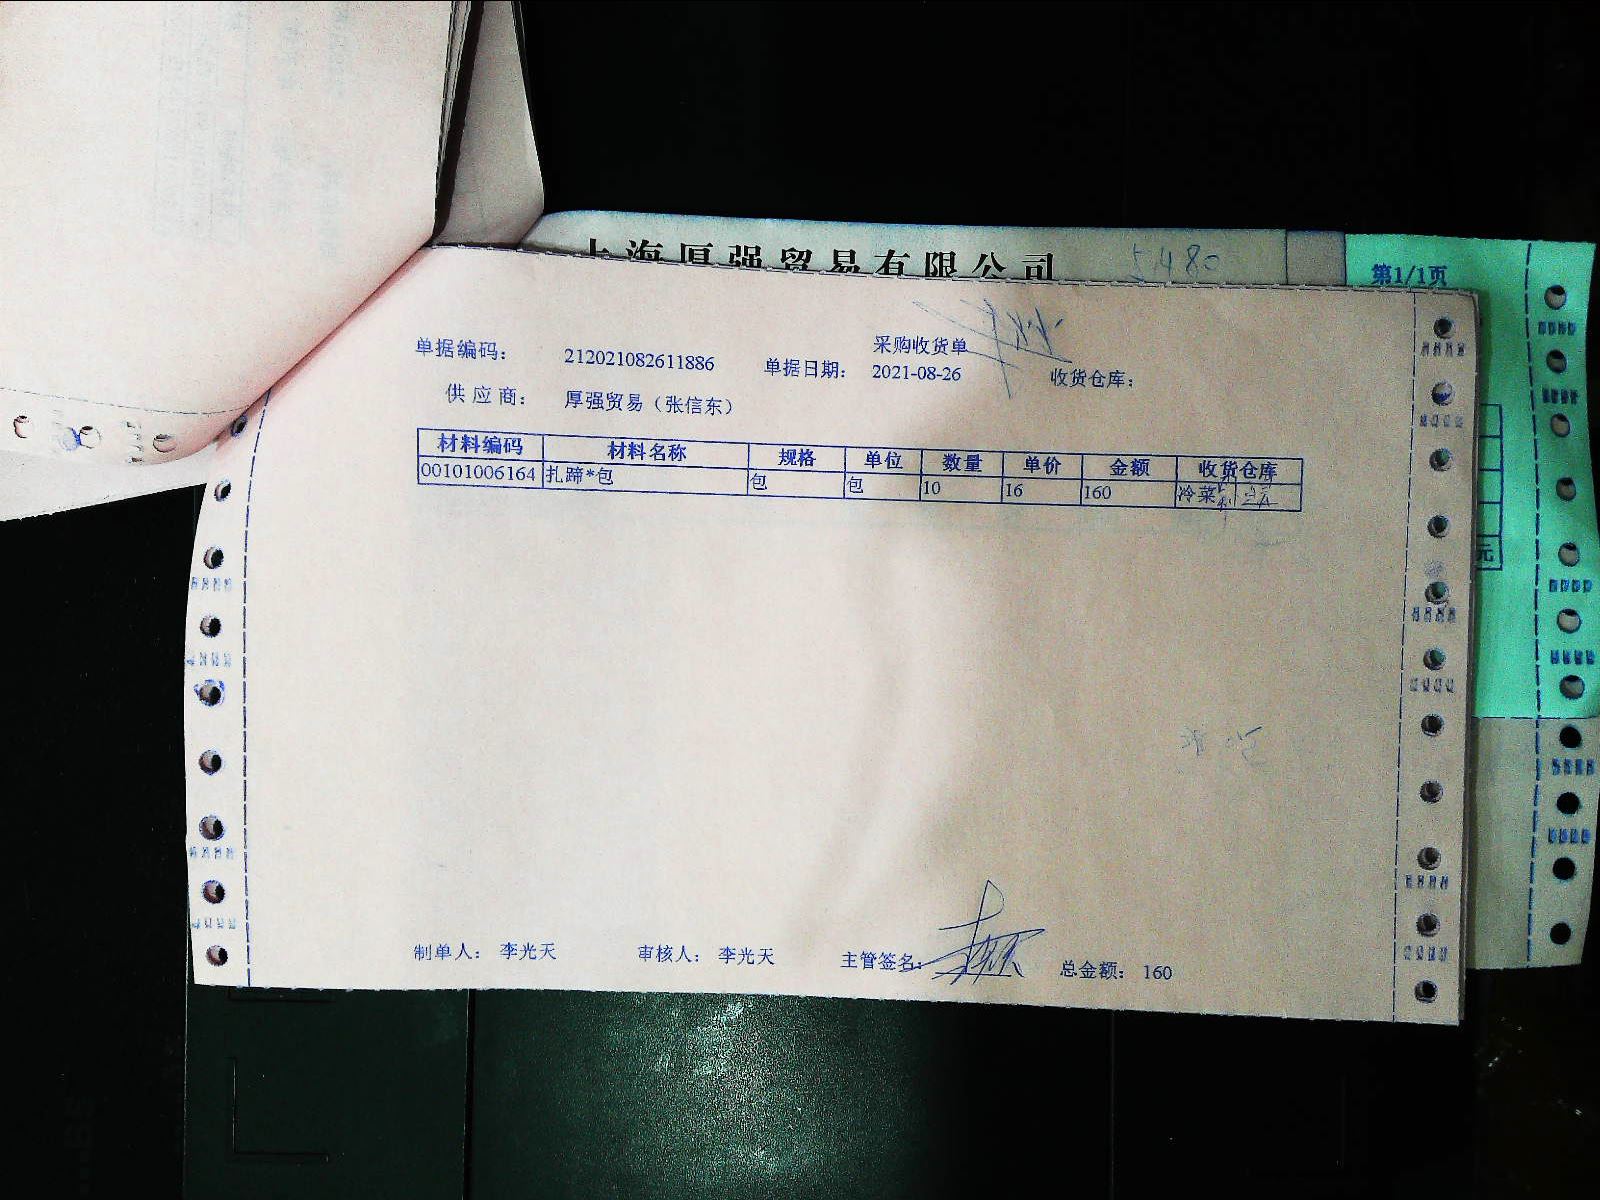 上海厚强贸易有限公司
5480
第1/1页
采购收货单
单据编码： 212021082611886 单据日期： 2021-08-26 收货仓库：
供 应 商： 厚强贸易（张信东）
材料编码 材料名称 规格 单位 数量 单价 金额 收货仓库
00101006164 扎蹄*包 包 包 10 16 160 冷菜
元
制单人： 李光天 审核人： 李光天 主管签名： 总金额： 160